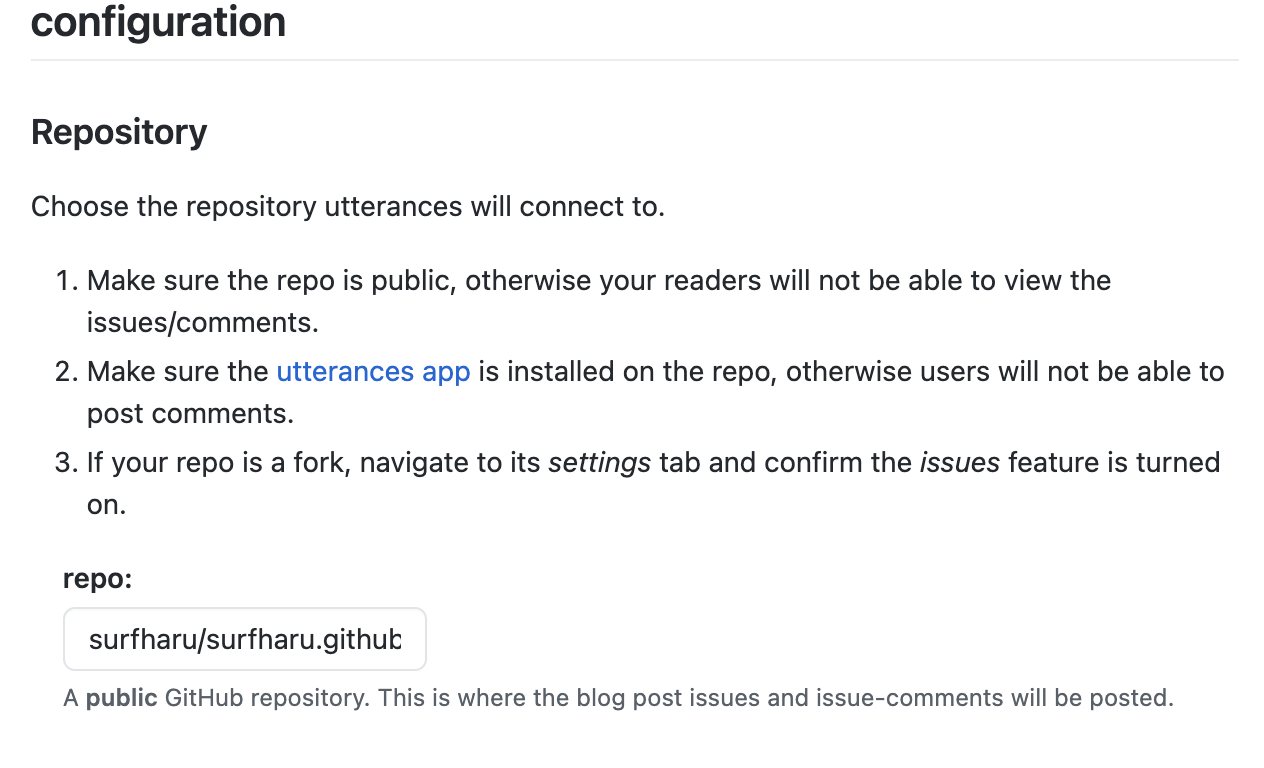 configuration
Repository
Choose the repository utterances will connect to.
1. Make sure the repo is public, otherwise your readers will not be able to view the
issues/comments.
2. Make sure the utterances app is installed on the repo, otherwise users will not be able to
post comments.
3. If your repo is a fork, navigate to its settings tab and confirm the issues feature is turned
on.
repo:
surfharu/surfharu.github
A public GitHub repository. This is where the blog post issues and issue-comments will be posted.